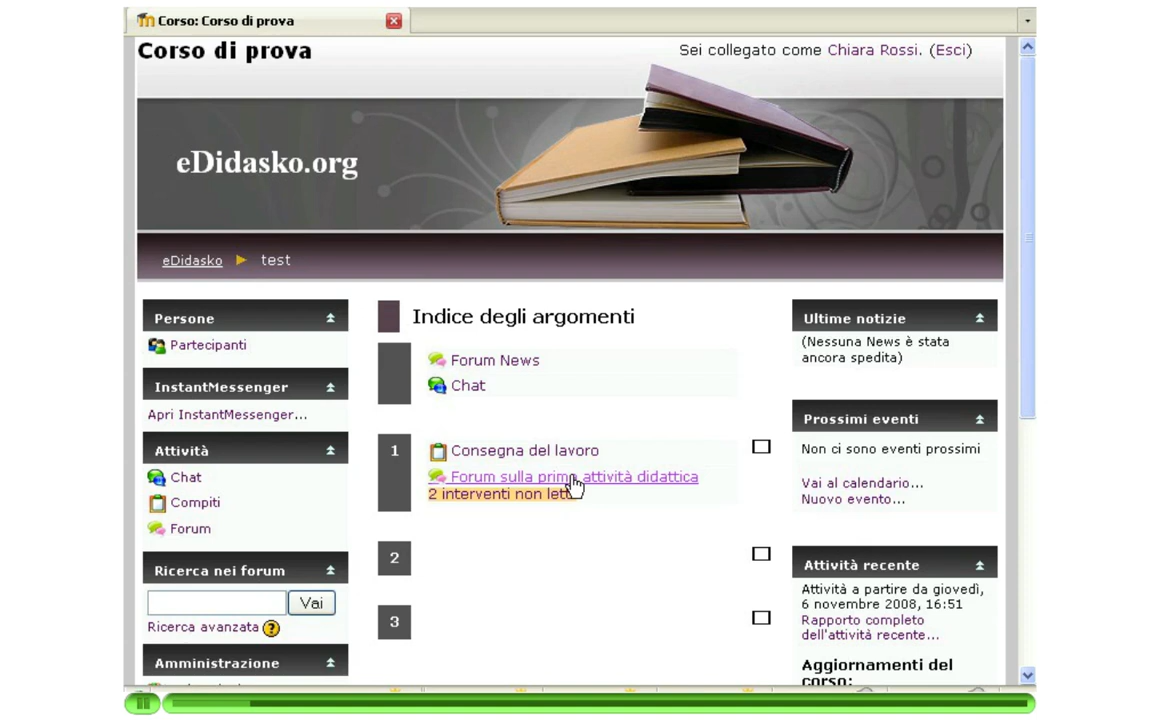 Corso: Corso di prova
Corso di prova
Sei collegato come Chiara Rossi. (Esci)
eDidasko.org
eDidasko ► test
Persone
Partecipanti
InstantMessenger
Apri InstantMessenger...
Attività
Chat
Compiti
Forum
Ricerca nei forum
Vai
Ricerca avanzata ?
Amministrazione
Indice degli argomenti
Forum News
Chat
1
Consegna del lavoro
Forum sulla prima attività didattica
2 interventi non letti
2
3
Ultime notizie
(Nessuna News è stata
ancora spedita)
Prossimi eventi
Non ci sono eventi prossimi
Vai al calendario...
Nuovo evento...
Attività recente
Attività a partire da giovedì,
6 novembre 2008, 16:51
Rapporto completo
dell'attività recente...
Aggiornamenti del
corso: